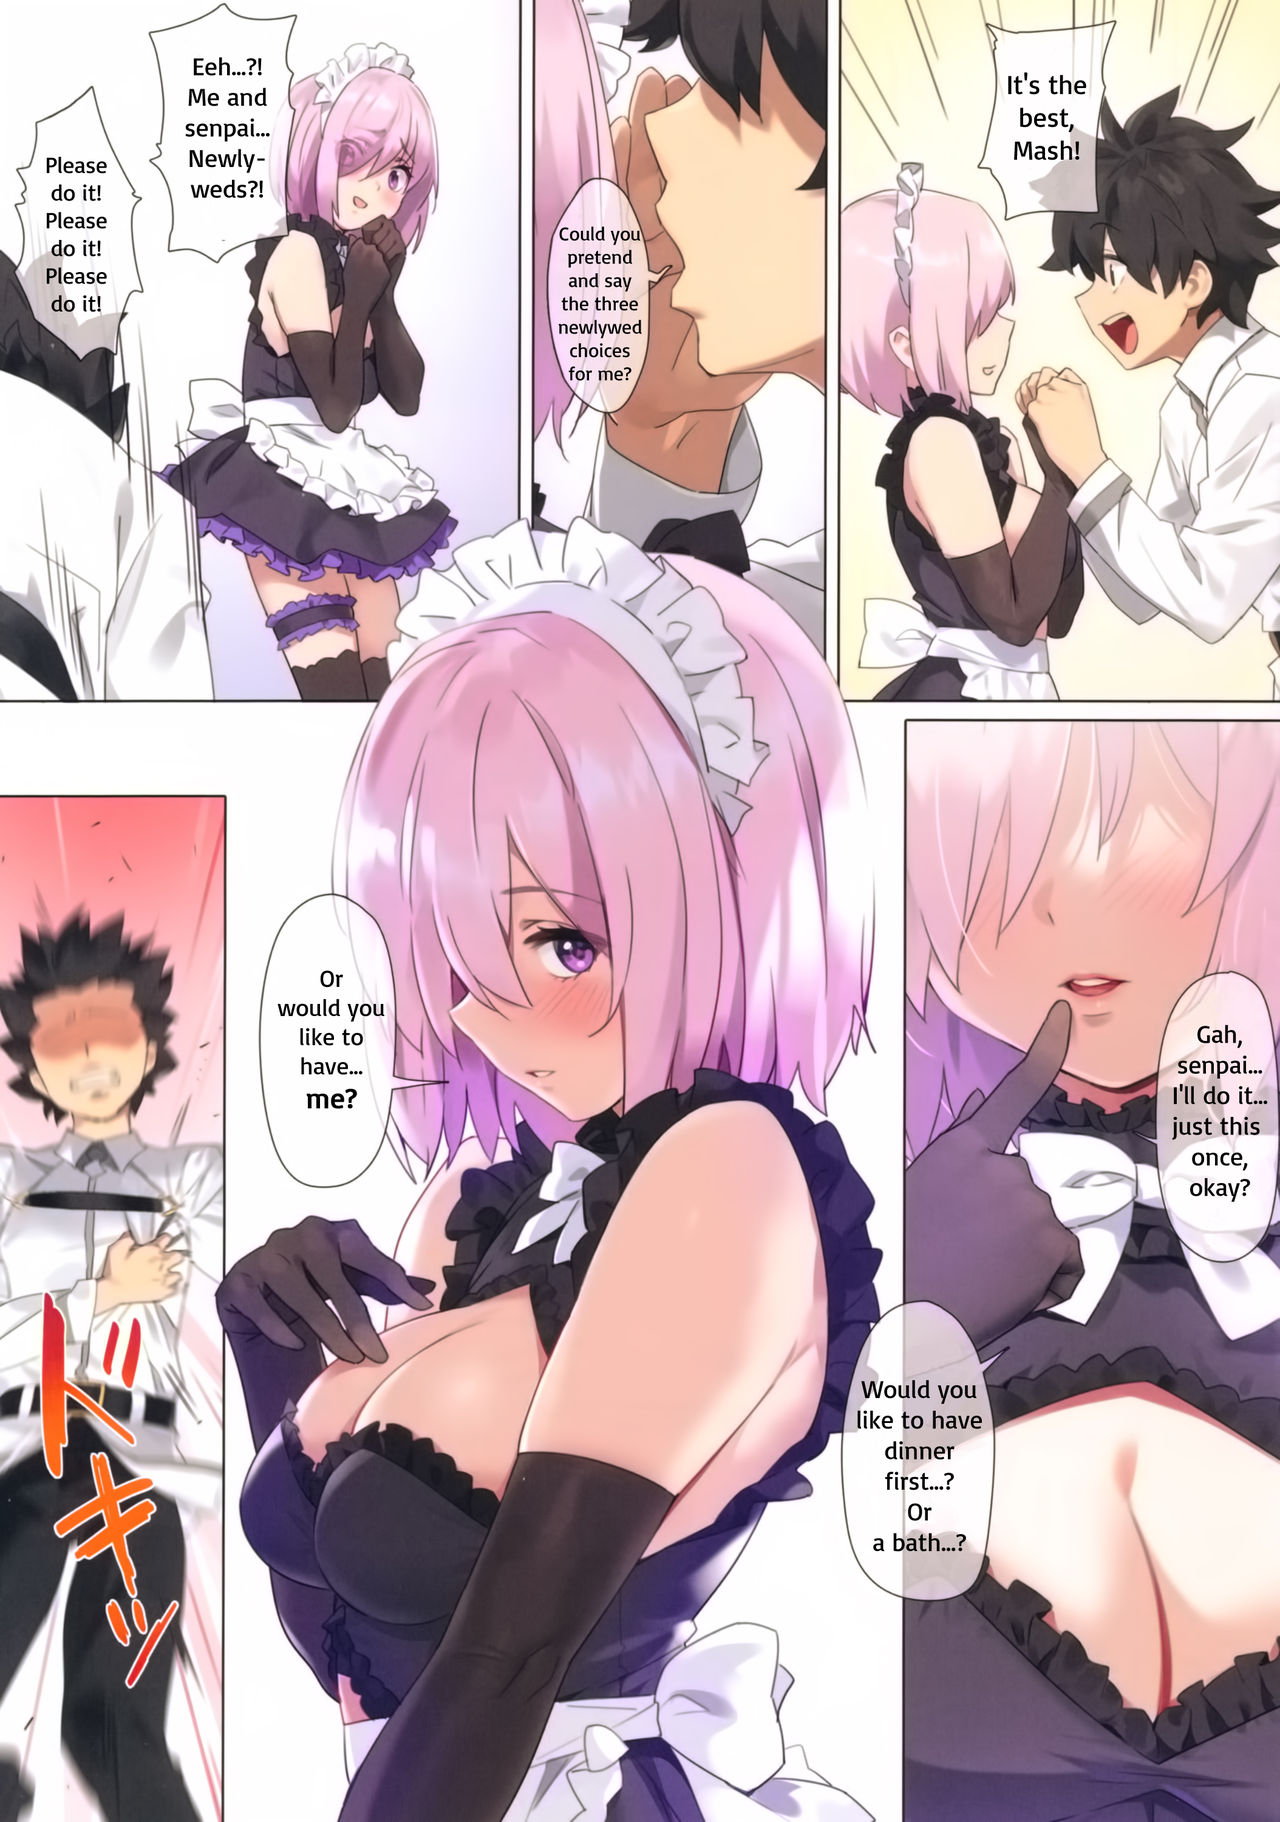 It's the
best,
Mash!
Could you
pretend
and say
the three
newlywed
choices
for me?
Eeh...?!
Me and
senpai...
Newly-
weds?!
Please
do it!
Please
do it!
Please
do it!
Gah,
senpai...
I'll do it...
just this
once,
okay?
Would you
like to have
dinner
first...?
Or
a bath...?
Or
would you
like to
have...
me?
ドキッ